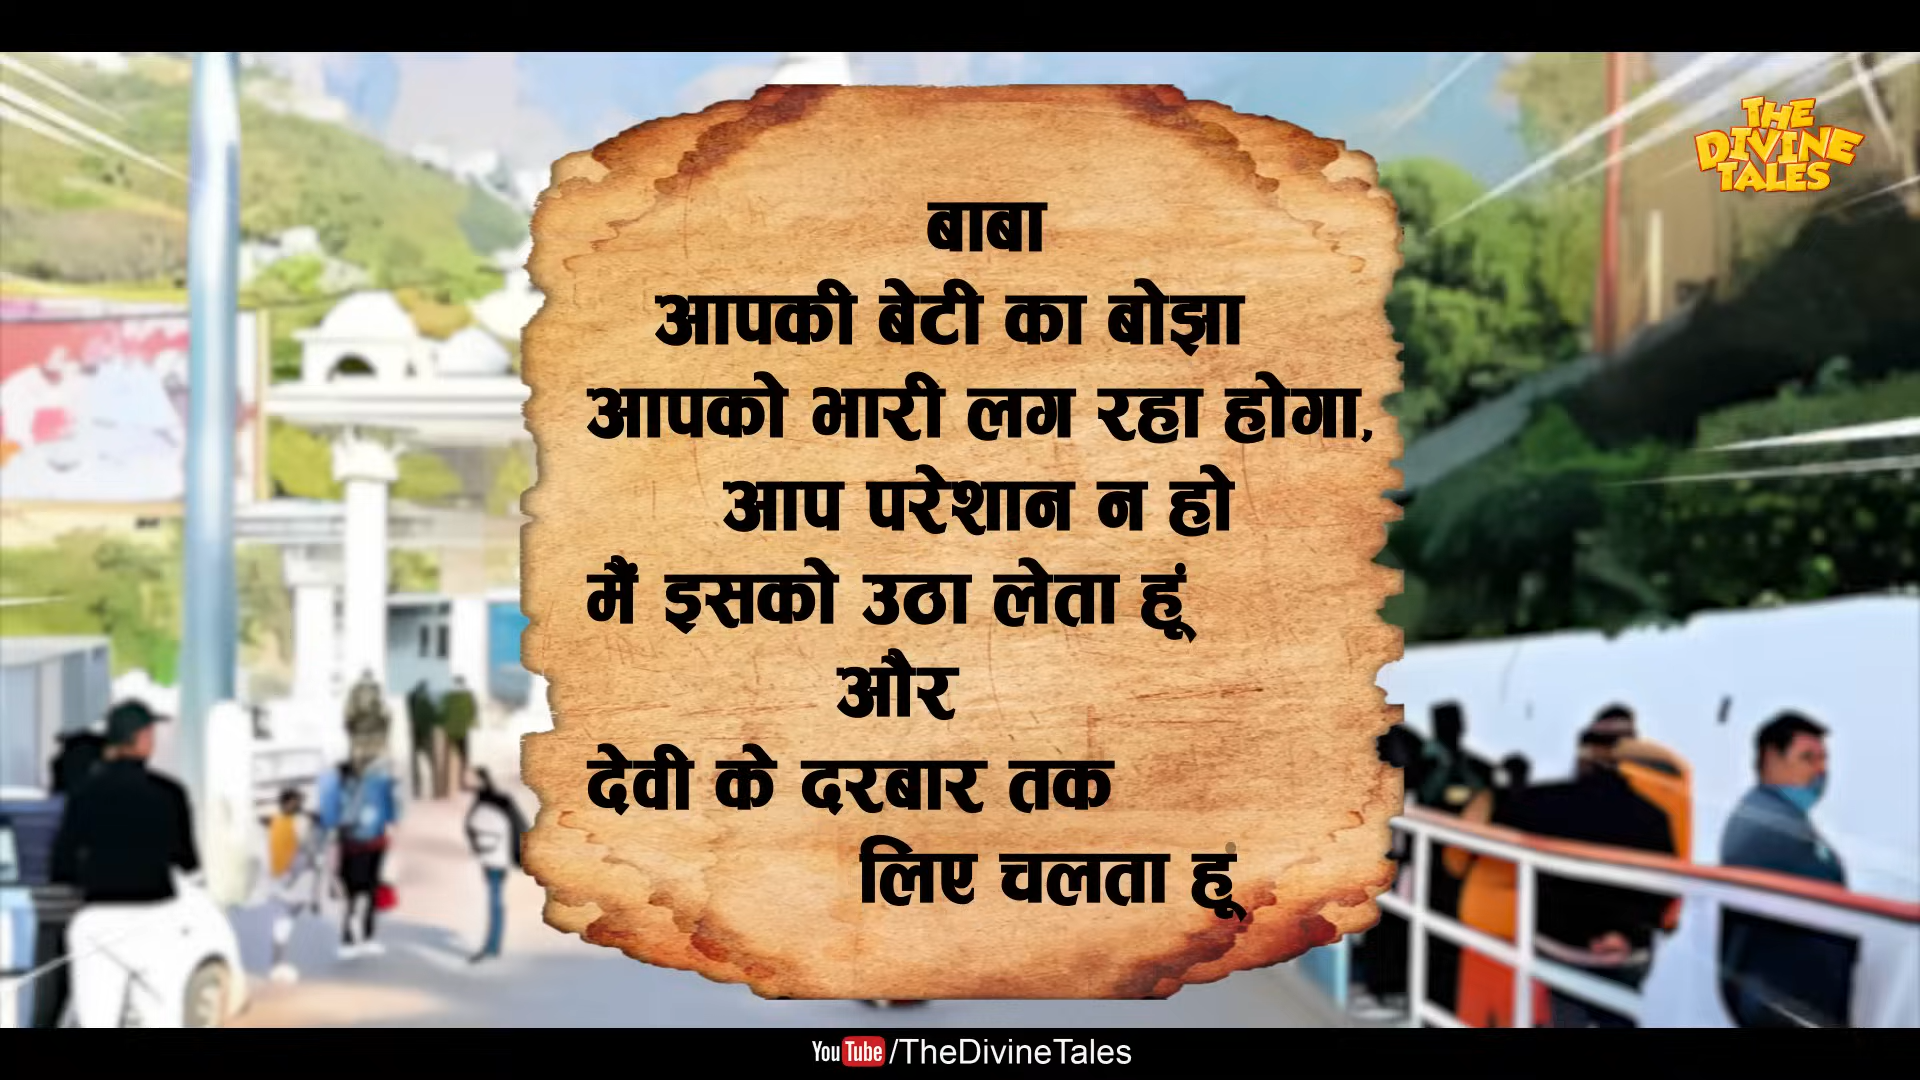 THE
DIVINE
TALES
बाबा
आपकी बेटी का बोझा
आपको भारी लग रहा होगा,
आप परेशान न हो
मैं इसको उठा लेता हूं
और
देवी के दरबार तक
लिए चलता हूं
YouTube/TheDivineTales